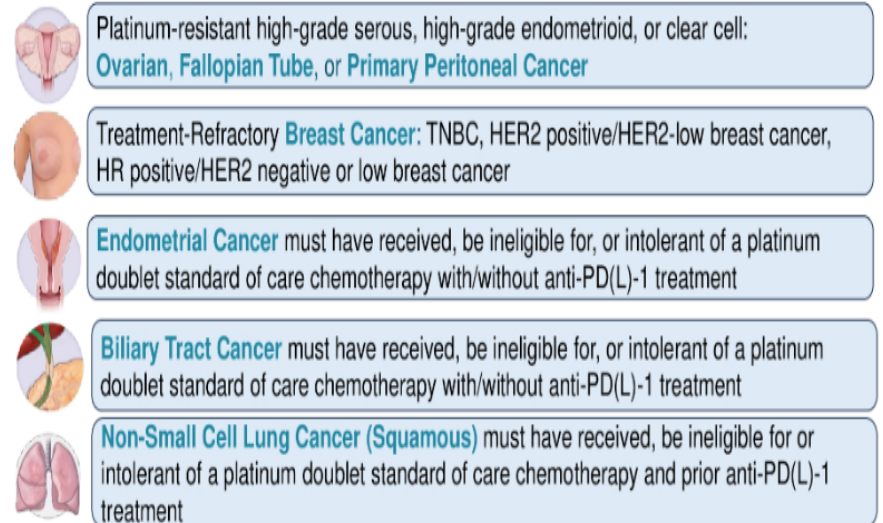 Platinum-resistant high-grade serous, high-grade endometrioid, or clear cell:
Ovarian, Fallopian Tube, or Primary Peritoneal Cancer
Treatment-Refractory Breast Cancer: TNBC, HER2 positive/HER2-low breast cancer,
HR positive/HER2 negative or low breast cancer
Endometrial Cancer must have received, be ineligible for, or intolerant of a platinum
doublet standard of care chemotherapy with/without anti-PD(L)-1 treatment
Biliary Tract Cancer must have received, be ineligible for, or intolerant of a platinum
doublet standard of care chemotherapy with/without anti-PD(L)-1 treatment
Non-Small Cell Lung Cancer (Squamous) must have received, be ineligible for or
intolerant of a platinum doublet standard of care chemotherapy and prior anti-PD(L)-1
treatment